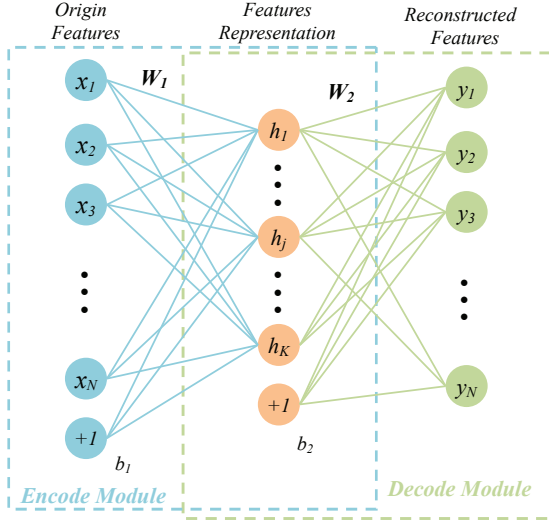 Origin
Features
Features
Representation
Reconstructed
Features
W1
W2
x1
x2
x3
xN
+1
b1
h1
hj
hK
+1
b2
y1
y2
y3
yN
Encode Module
Decode Module